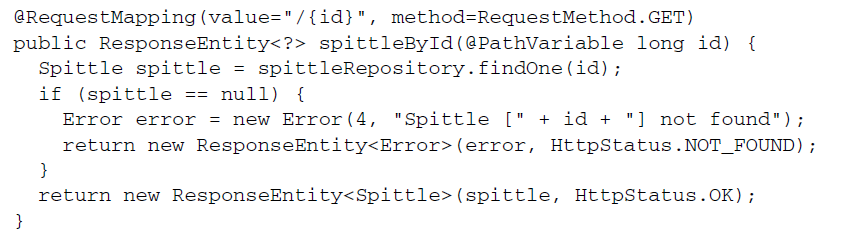 @RequestMapping(value="/{id}", method=RequestMethod.GET)
public ResponseEntity<?> spittleById(@PathVariable long id) {
  Spittle spittle = spittleRepository.findOne(id);
  if (spittle == null) {
    Error error = new Error(4, "Spittle [" + id + "] not found");
    return new ResponseEntity<Error>(error, HttpStatus.NOT_FOUND);
  }
  return new ResponseEntity<Spittle>(spittle, HttpStatus.OK);
}